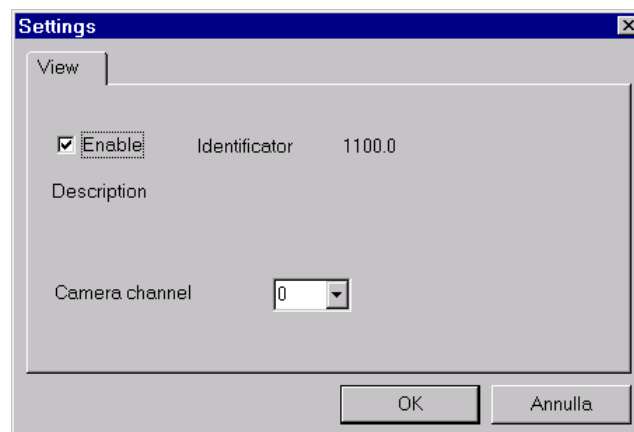 Settings
View
Enable Identificator 1100.0
Description
Camera channel 0
OK Annulla